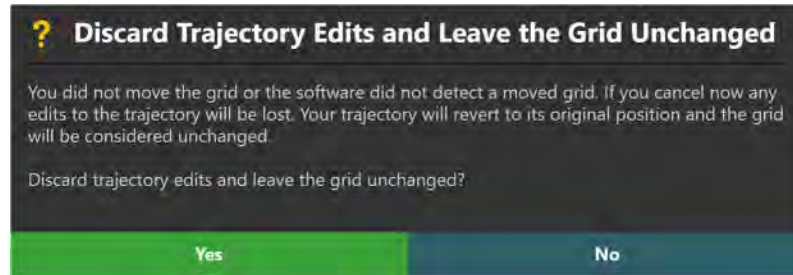 ? Discard Trajectory Edits and Leave the Grid Unchanged
You did not move the grid or the software did not detect a moved grid. If you cancel now any
edits to the trajectory will be lost. Your trajectory will revert to its original position and the grid
will be considered unchanged.
Discard trajectory edits and leave the grid unchanged?
Yes No